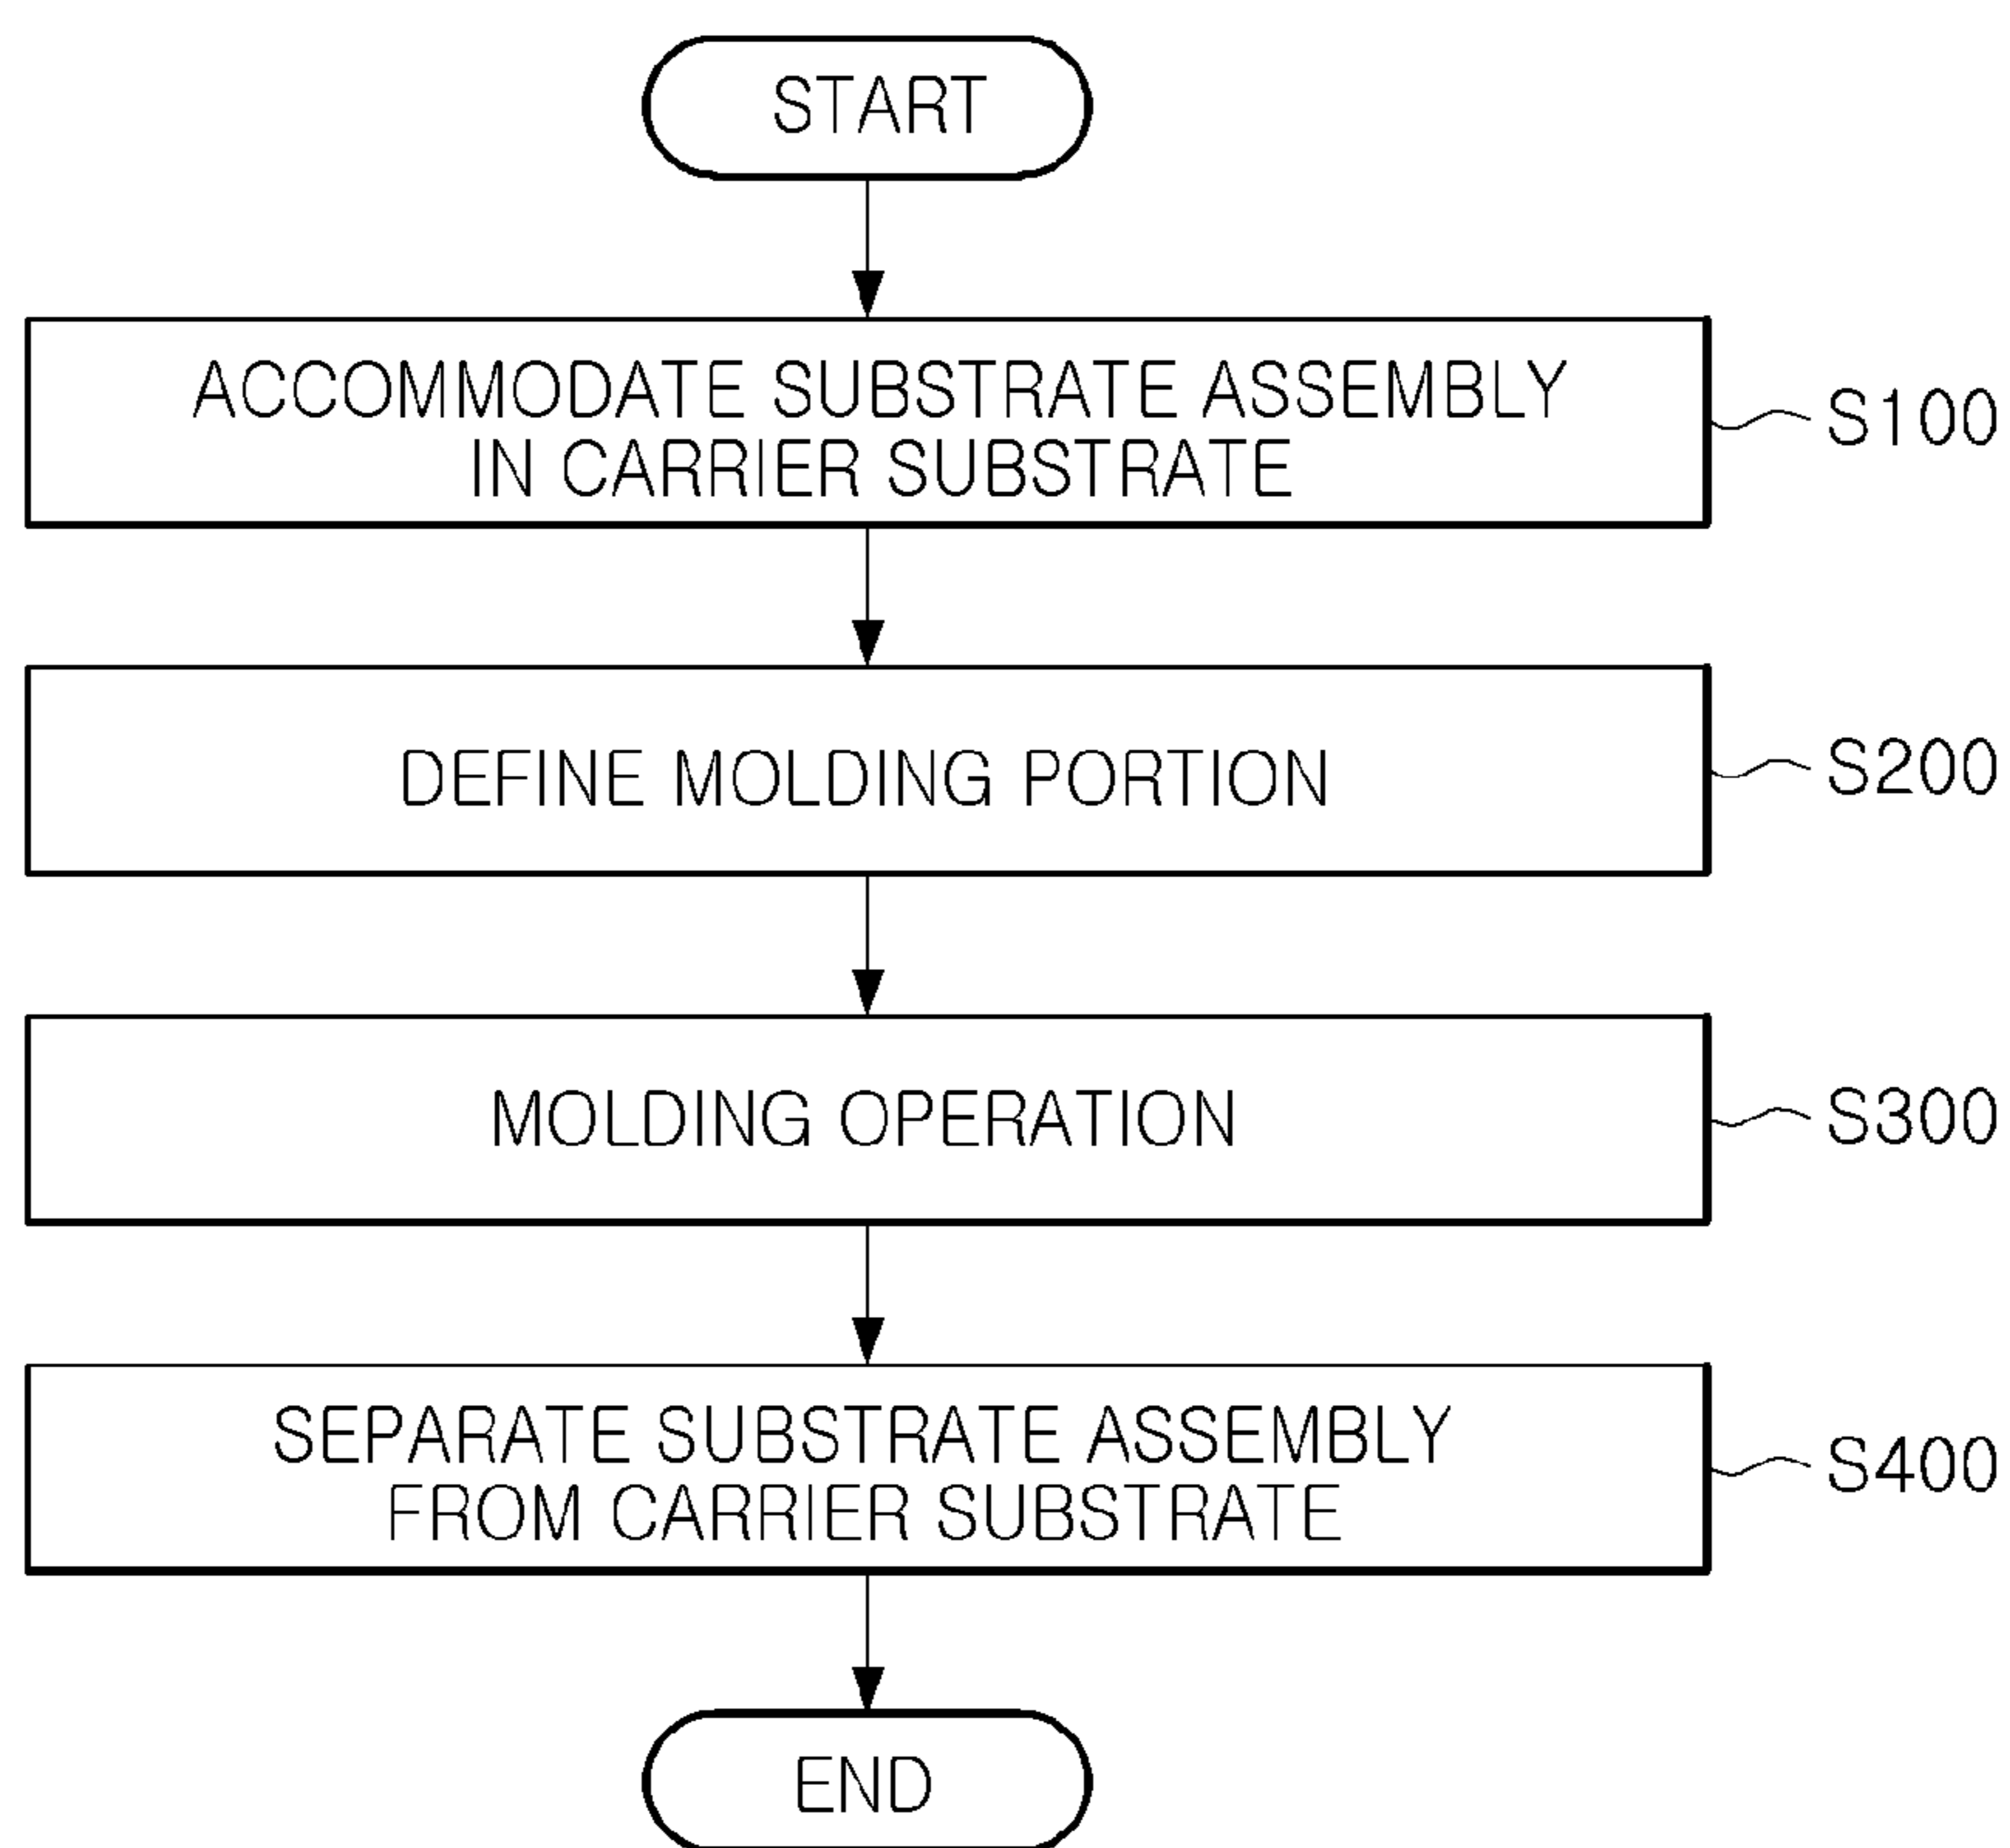 START
ACCOMMODATE SUBSTRATE ASSEMBLY
IN CARRIER SUBSTRATE
S100
DEFINE MOLDING PORTION
S200
MOLDING OPERATION
S300
SEPARATE SUBSTRATE ASSEMBLY
FROM CARRIER SUBSTRATE
S400
END